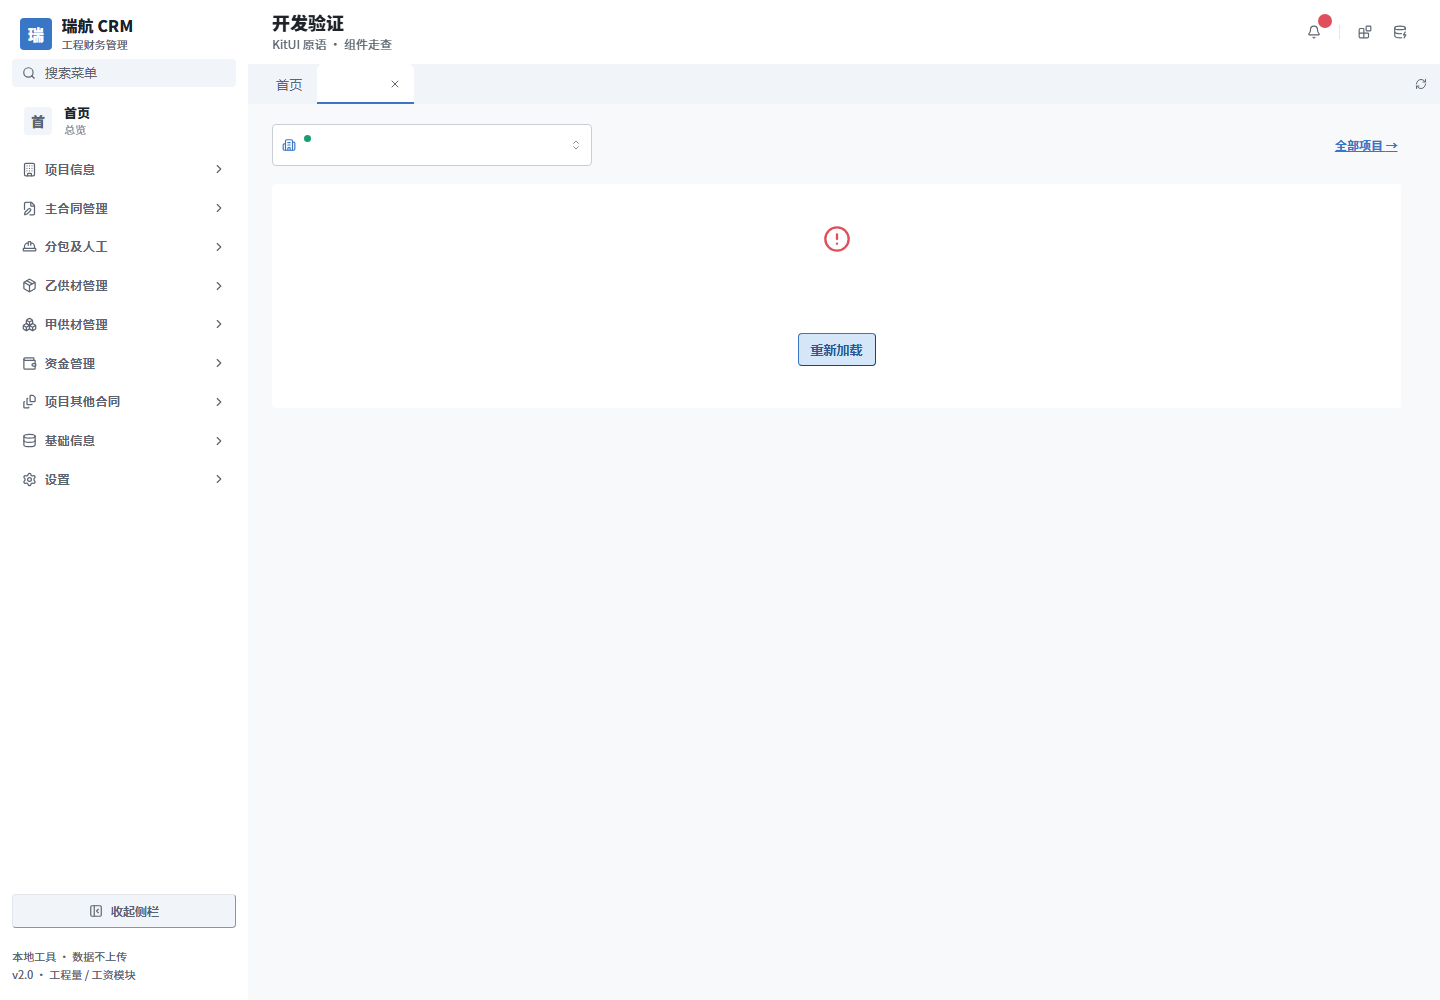 瑞
瑞航 CRM
工程财务管理
搜索菜单
首
首页
总览
项目信息
主合同管理
分包及人工
乙供材管理
甲供材管理
资金管理
项目其他合同
基础信息
设置
收起侧栏
本地工具 · 数据不上传
v2.0 · 工程量 / 工资模块
开发验证
KitUI 原语 · 组件走查
首页
全部项目 →
重新加载